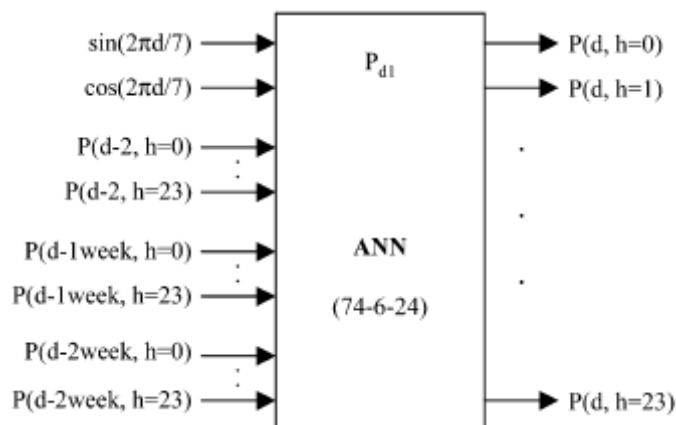 sin(2πd/7)
cos(2πd/7)
P(d-2, h=0)
P(d-2, h=23)
P(d-1week, h=0)
P(d-1week, h=23)
P(d-2week, h=0)
P(d-2week, h=23)
Pd1
ANN
(74-6-24)
P(d, h=0)
P(d, h=1)
P(d, h=23)